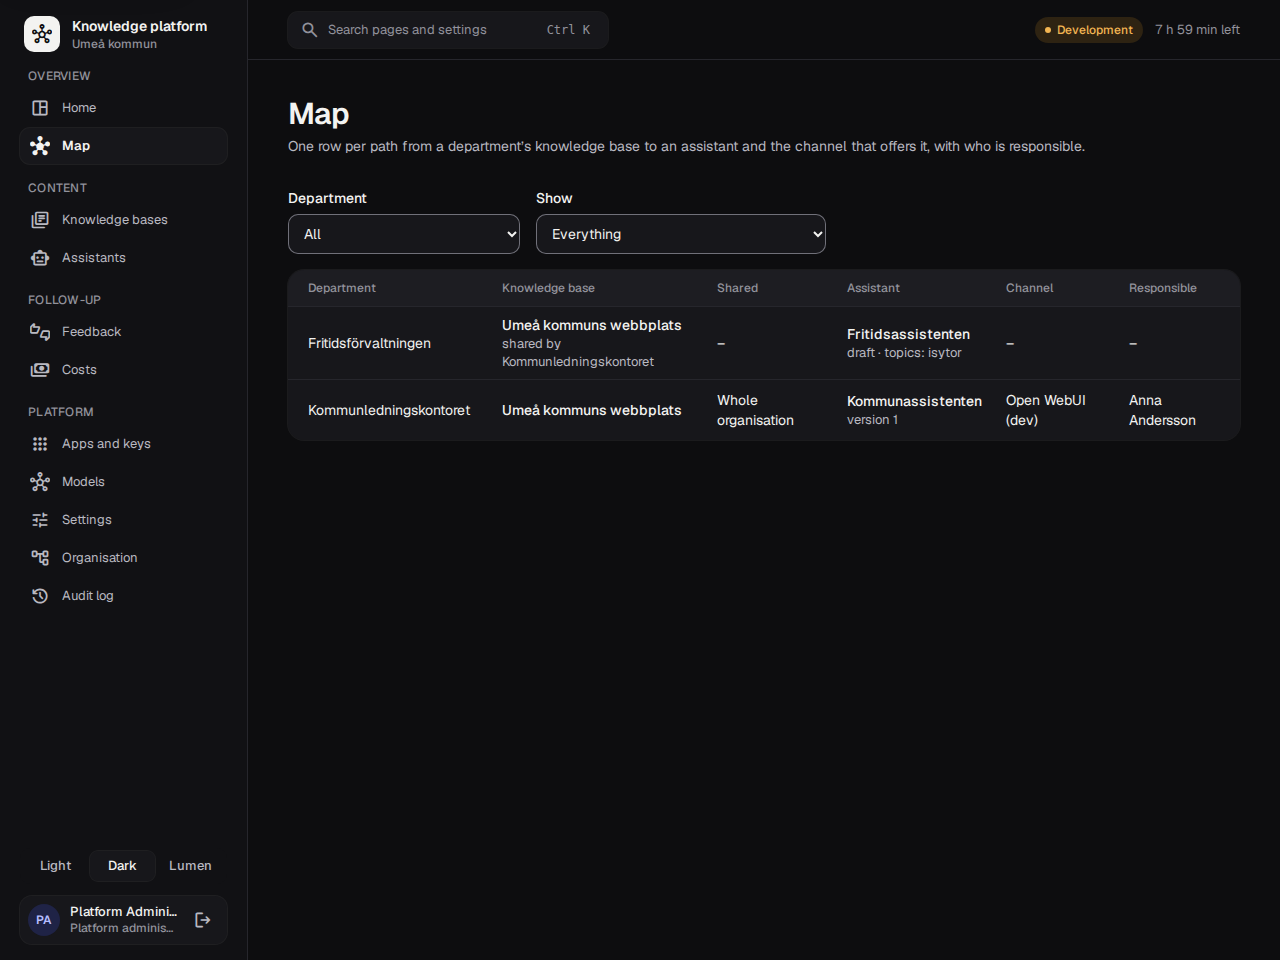 Knowledge platform
Umeå kommun
Search pages and settings
Ctrl K
Development
7 h 59 min left
OVERVIEW
Home
Map
CONTENT
Knowledge bases
Assistants
FOLLOW-UP
Feedback
Costs
PLATFORM
Apps and keys
Models
Settings
Organisation
Audit log
Light
Dark
Lumen
PA
Platform Admini...
Platform adminis...
Map
One row per path from a department's knowledge base to an assistant and the channel that offers it, with who is responsible.
Department
Show
All
Everything
Department
Knowledge base
Shared
Assistant
Channel
Responsible
Fritidsförvaltningen
Umeå kommuns webbplats
shared by
Kommunledningskontoret
–
Fritidsassistenten
draft · topics: isytor
–
–
Kommunledningskontoret
Umeå kommuns webbplats
Whole
organisation
Kommunassistenten
version 1
Open WebUI
(dev)
Anna
Andersson